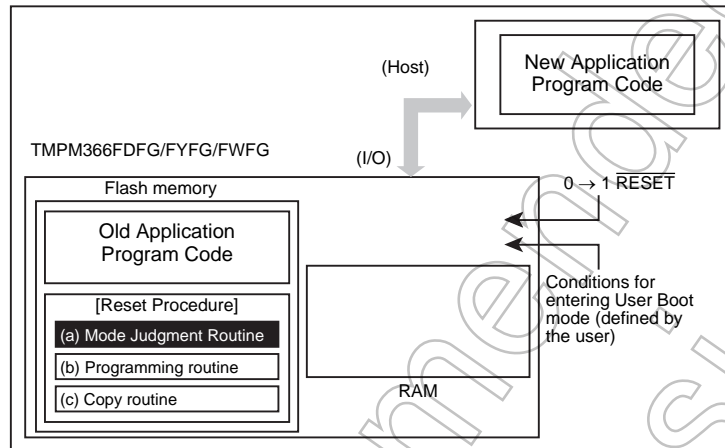 New Application
Program Code
(Host)
TMPM366FDFG/FYFG/FWFG
(I/O)
0 → 1 RESET
Flash memory
Old Application
Program Code
Conditions for
entering User Boot
mode (defined by
the user)
[Reset Procedure]
(a) Mode Judgment Routine
(b) Programming routine
(c) Copy routine
RAM